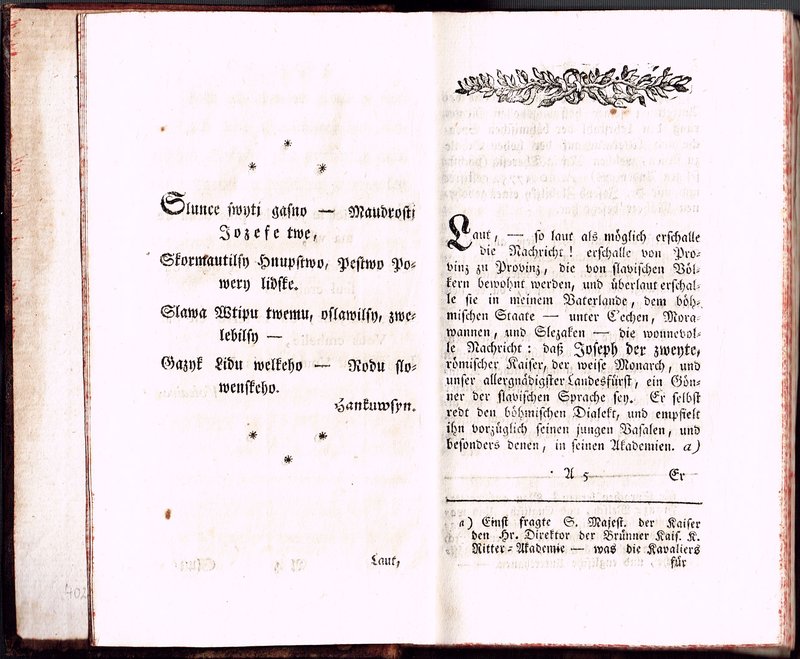 Slunce swyti gasno — Maudrosti
Jozefe twe,
Skormautilsy Hnupstwo, pestwo Po-
wery lidske.
Slawa Wtipu twemu, oslawilsy, zwe-
lebilsy —
Gazyk Lidu welkeho — Rodu slo-
wenskeho.
Hankuwsyn.
Laut,
402
Laut, — so laut als möglich erschalle
die Nachricht! erschalle von Pro-
vinz zu Provinz, die von slavischen Völ-
kern bewohnt werden, und überlaut erschal-
le sie in meinem Vaterlande, dem böh-
mischen Staate — unter Cechen, Mora-
wannen, und Slezaken — die wonnevol-
le Nachricht: daß Joseph der zweyte,
römischer Kaiser, der weise Monarch, und
unser allergnädigster Landesfürst, ein Gön-
ner der slavischen Sprache sey. Er selbst
redt den böhmischen Dialekt, und empfielt
ihn vorzüglich seinen jungen Vasalen, und
besonders denen, in seinen Akademien. a)
A 5 Er
a) Einst fragte S. Majest. der Kaiser
den Hr. Direktor der Brünner Kais. K.
Ritter-Akademie — was die Kavaliers
für